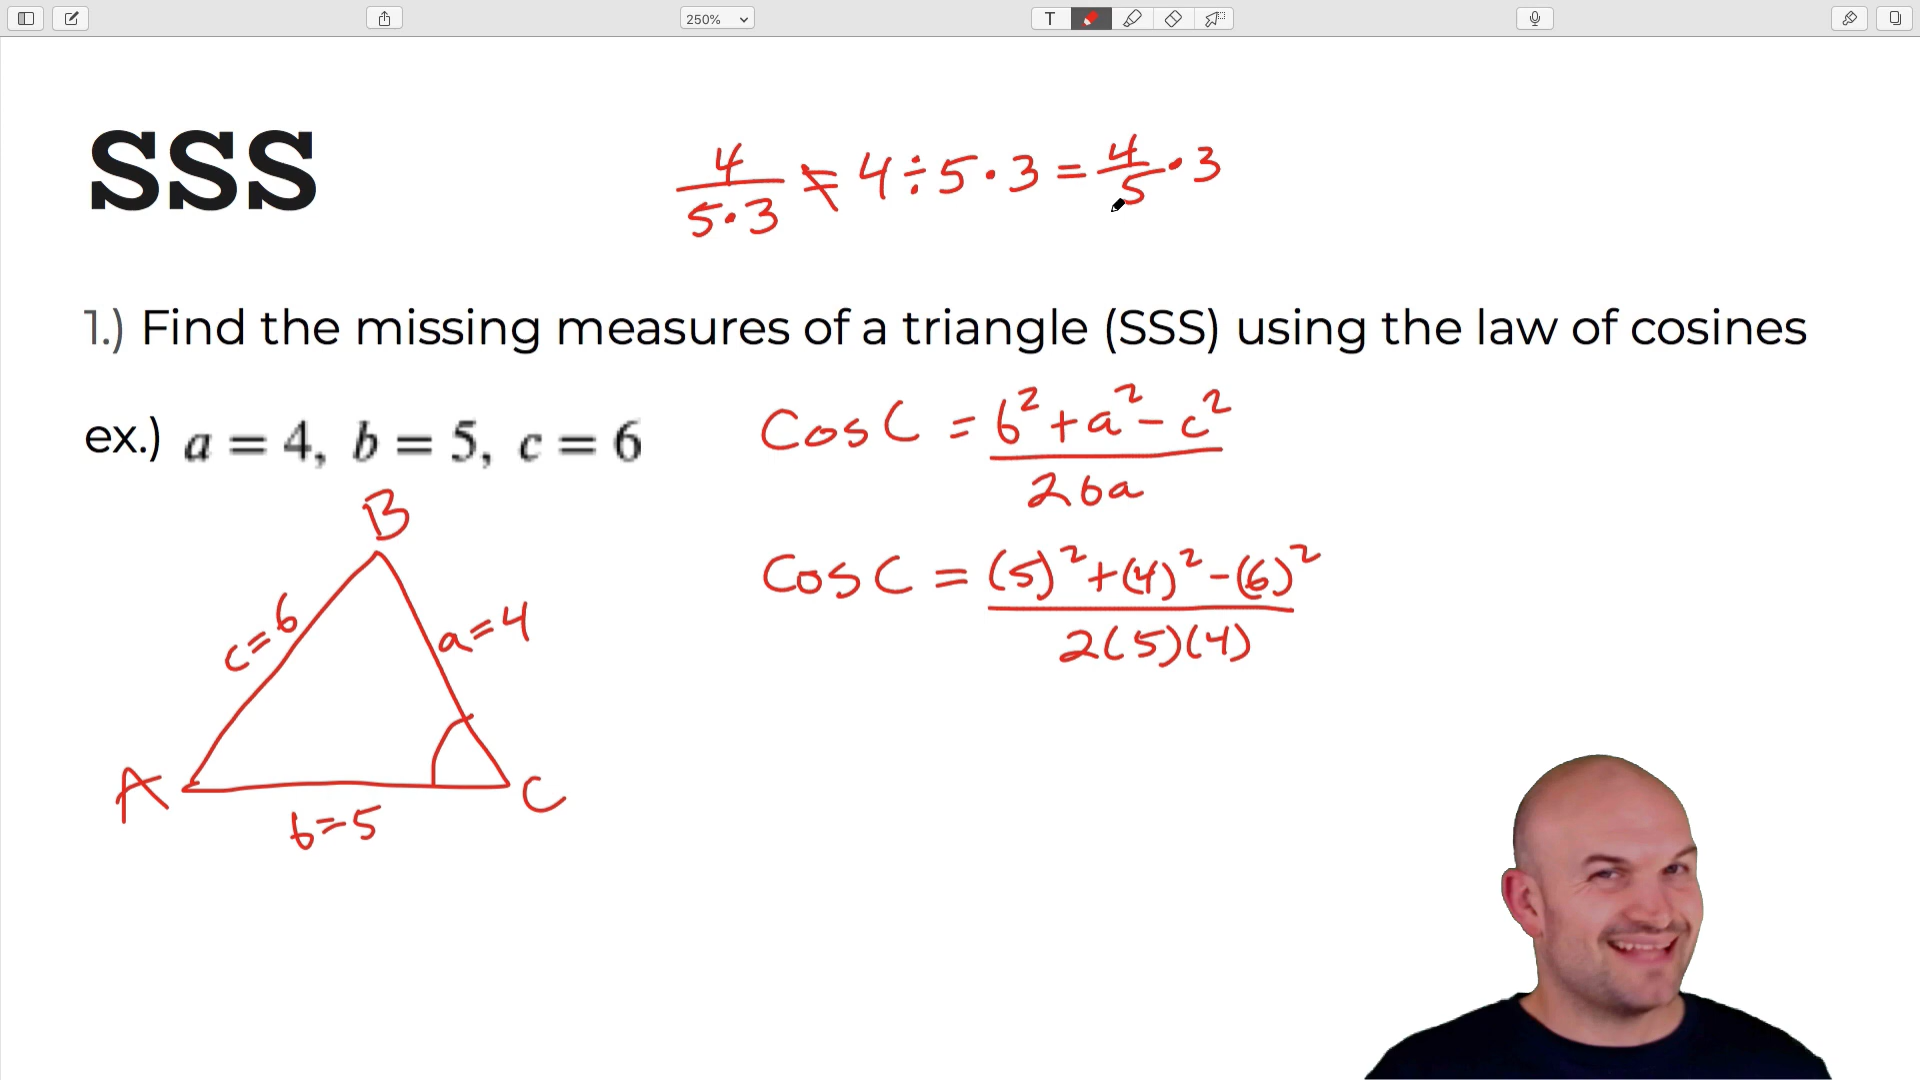 250%
T
SSS
4/(5·3) ≠ 4÷5·3 = 4/5·3
1.) Find the missing measures of a triangle (SSS) using the law of cosines
ex.) a = 4, b = 5, c = 6
Cos C = (b²+a²-c²)/(2ba)
Cos C = ((5)²+(4)²-(6)²)/(2(5)(4))
B
c=6
a=4
A
C
b=5